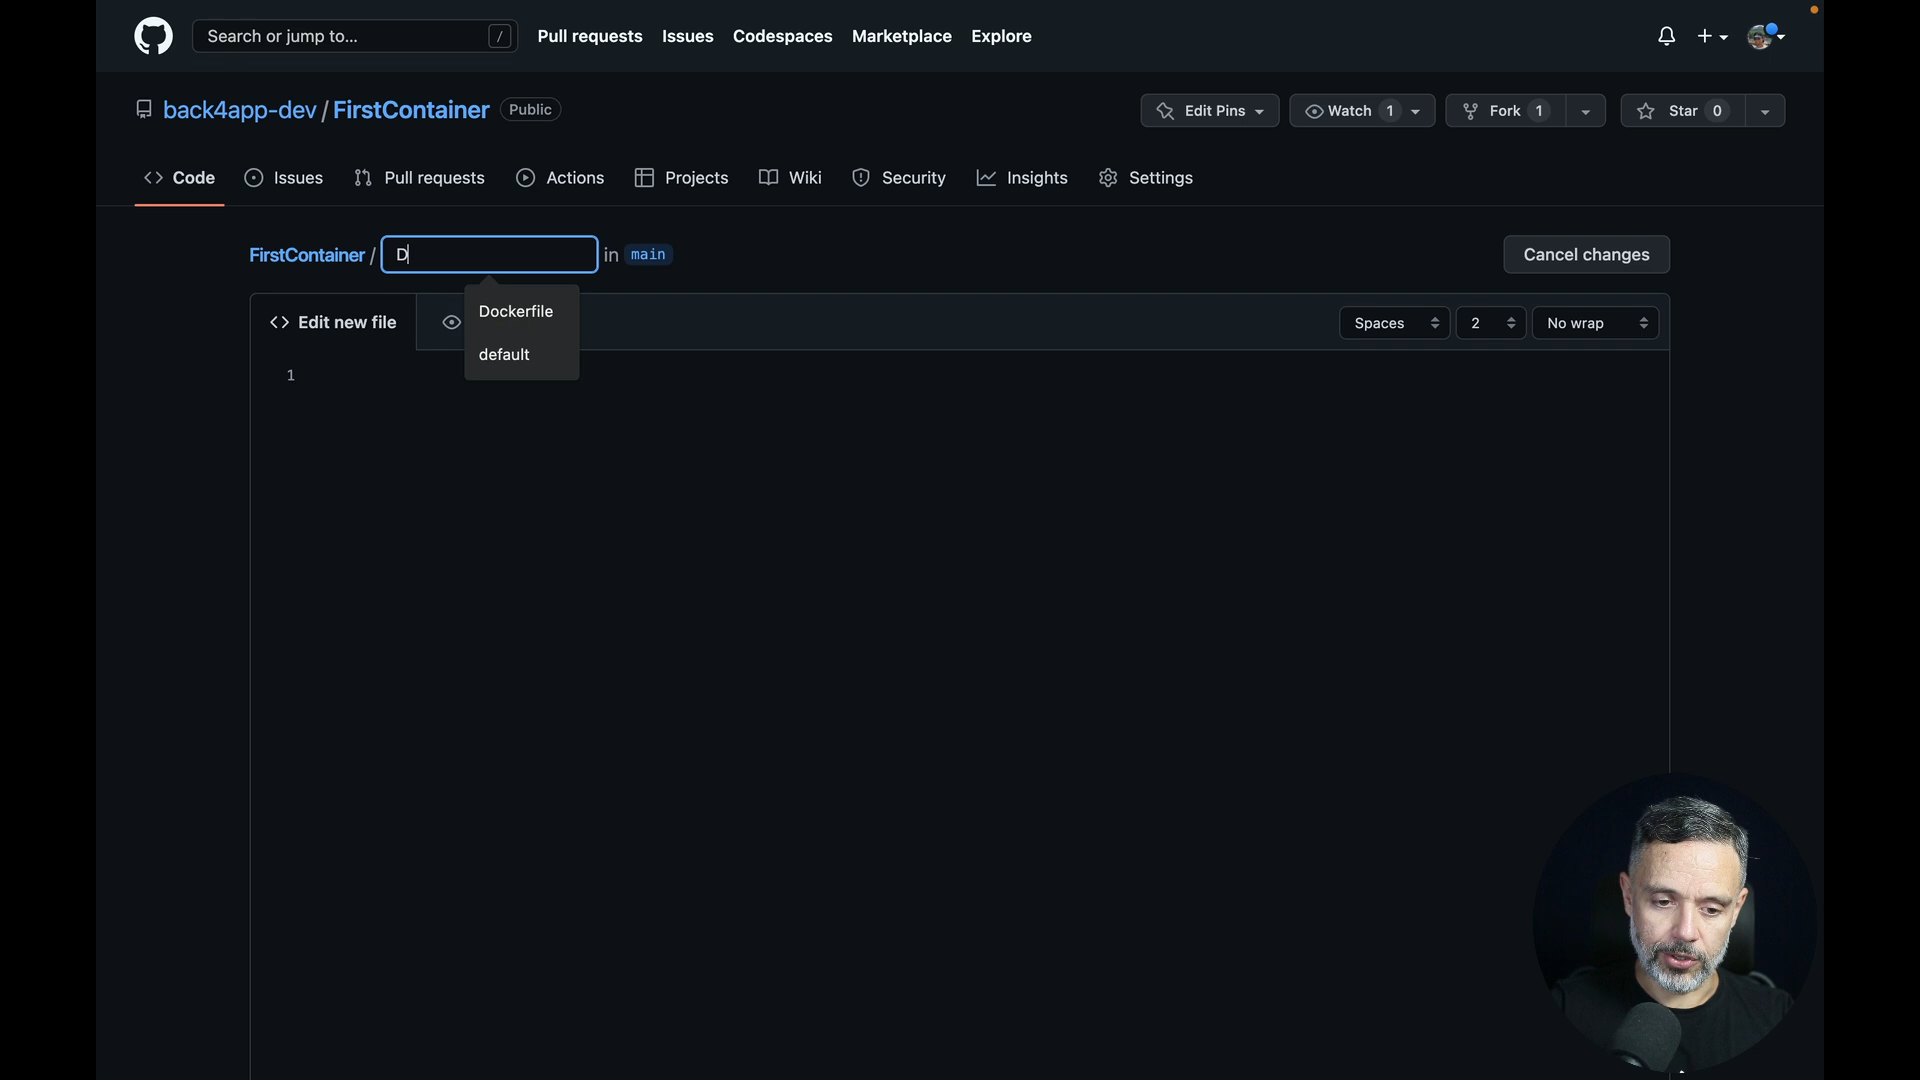 Search or jump to... /
Pull requests Issues Codespaces Marketplace Explore
back4app-dev / FirstContainer Public
Edit Pins Watch 1 Fork 1 Star 0
Code Issues Pull requests Actions Projects Wiki Security Insights Settings
FirstContainer / D in main
Cancel changes
Edit new file
Spaces 2 No wrap
Dockerfile
default
1